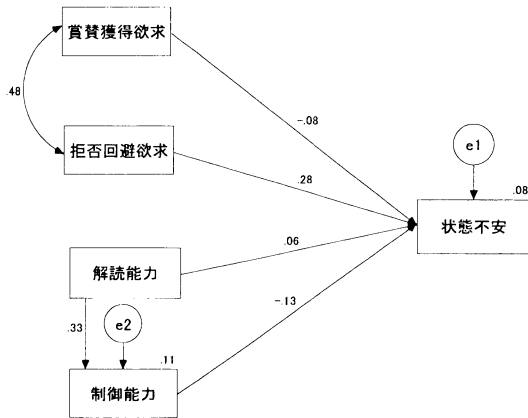 賞賛獲得欲求
-.08
.48
e1
拒否回避欲求
.28
.08
状態不安
.06
解読能力
-.13
.33
e2
.11
制御能力